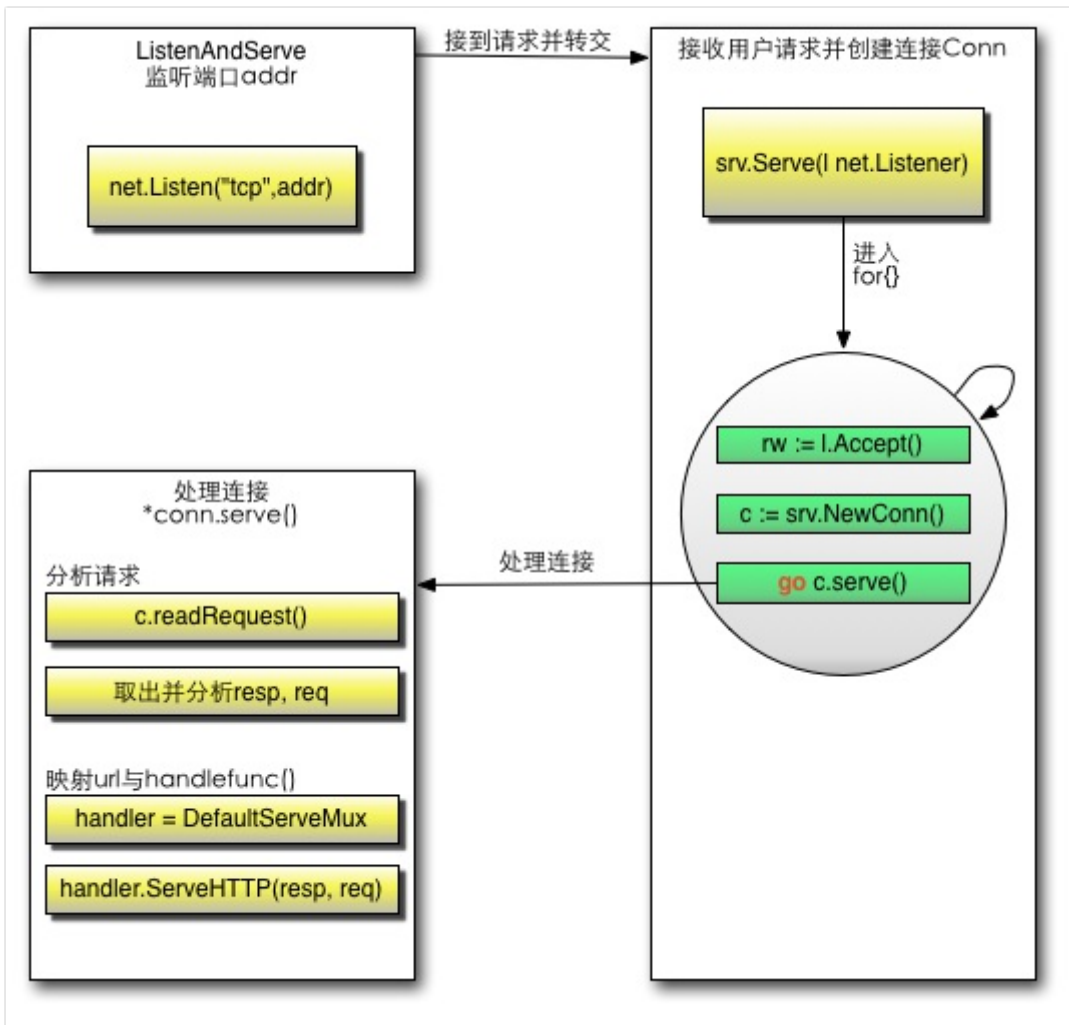 ListenAndServe
监听端口addr
net.Listen("tcp",addr)
接到请求并转交
接收用户请求并创建连接Conn
srv.Serve(l net.Listener)
进入
for{}
rw := l.Accept()
c := srv.NewConn()
go c.serve()
处理连接
处理连接
*conn.serve()
分析请求
c.readRequest()
取出并分析resp, req
映射url与handlefunc()
handler = DefaultServeMux
handler.ServeHTTP(resp, req)